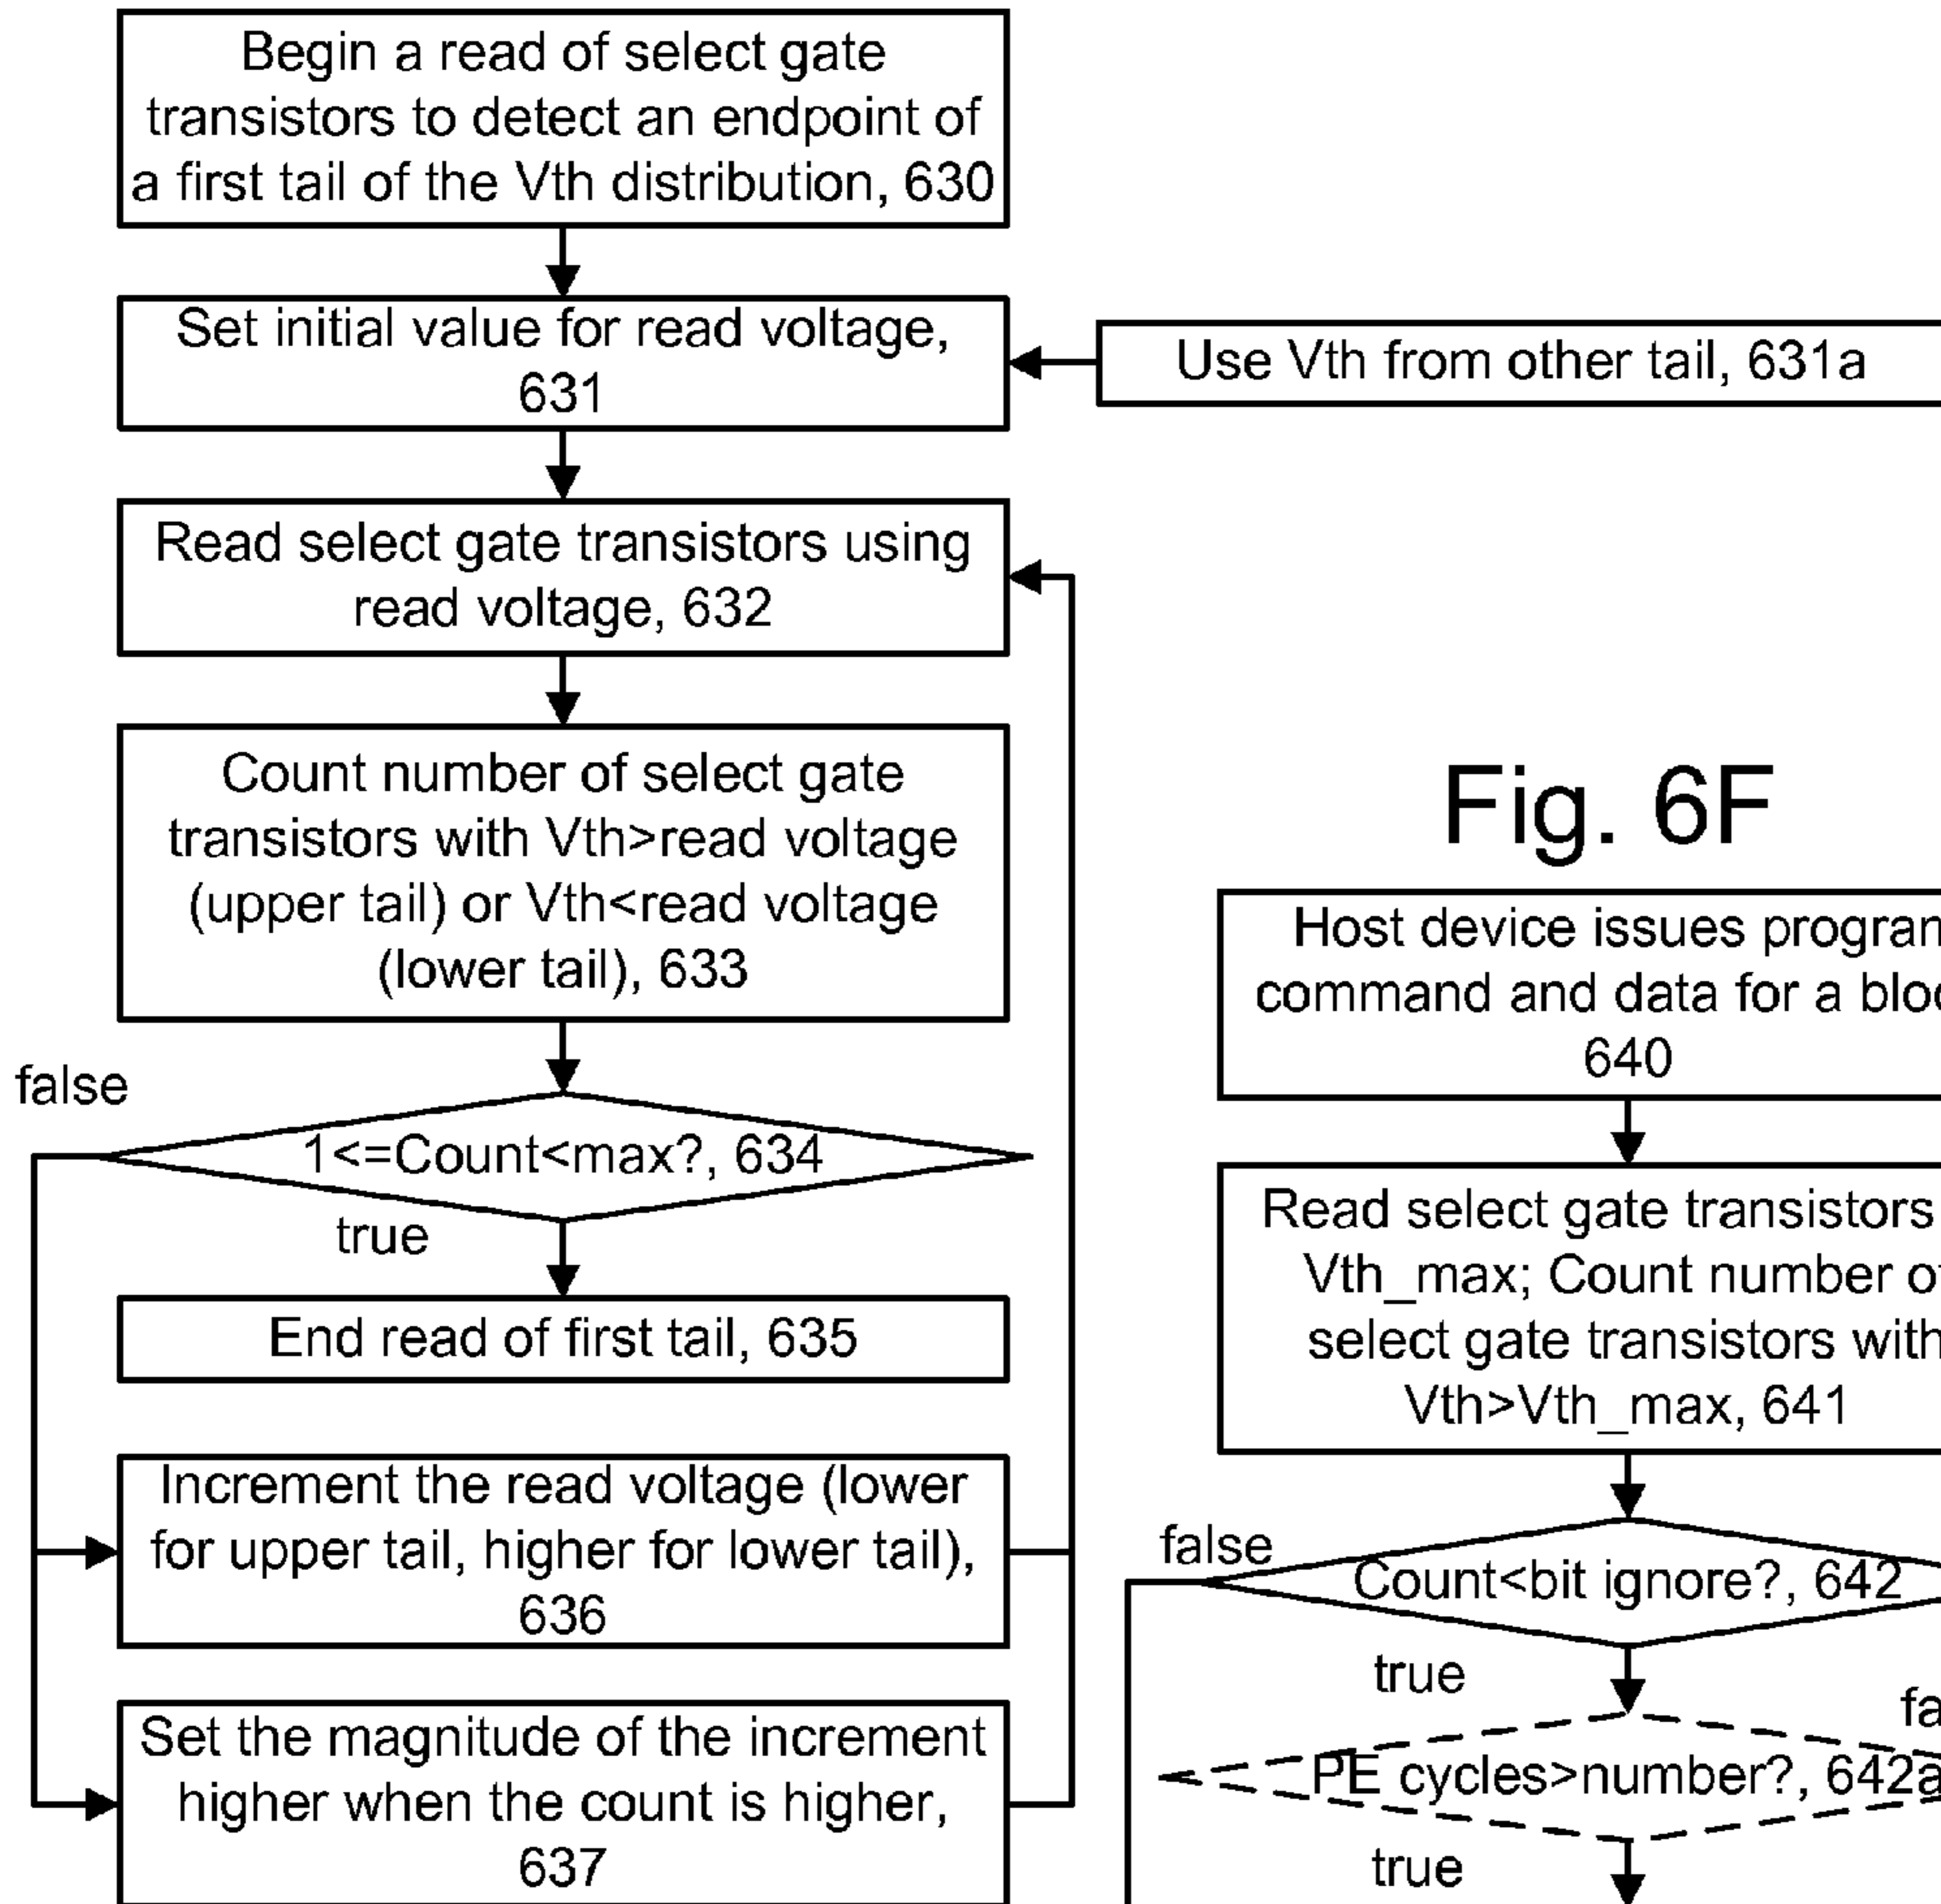 Begin a read of select gate
transistors to detect an endpoint of
a first tail of the Vth distribution, 630
Set initial value for read voltage,
631
Use Vth from other tail, 631a
Read select gate transistors using
read voltage, 632
Count number of select gate
transistors with Vth>read voltage
(upper tail) or Vth<read voltage
(lower tail), 633
false
1<=Count<max?, 634
true
End read of first tail, 635
Increment the read voltage (lower
for upper tail, higher for lower tail),
636
Set the magnitude of the increment
higher when the count is higher,
637
Fig. 6F
Host device issues
command and data for a
640
Read select gate transistors
Vth_max; Count number
select gate transistors with
Vth>Vth_max, 641
false
Count<bit ignore?, 642
true
PE cycles>number?, 642a
true